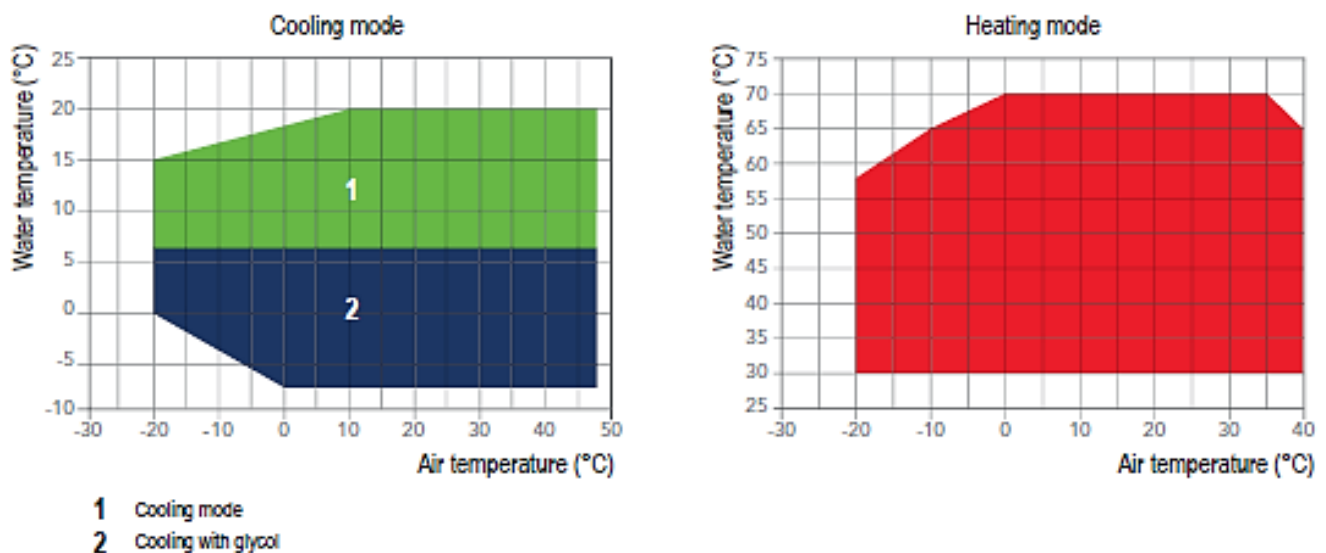 Cooling mode
Water temperature (°C)
25
20
15
10
5
0
-5
-10
1
2
-30 -20 -10 0 10 20 30 40 50
Air temperature (°C)
1 Cooling mode
2 Cooling with glycol
Heating mode
Water temperature (°C)
75
70
65
60
55
50
45
40
35
30
25
-30 -20 -10 0 10 20 30 40
Air temperature (°C)